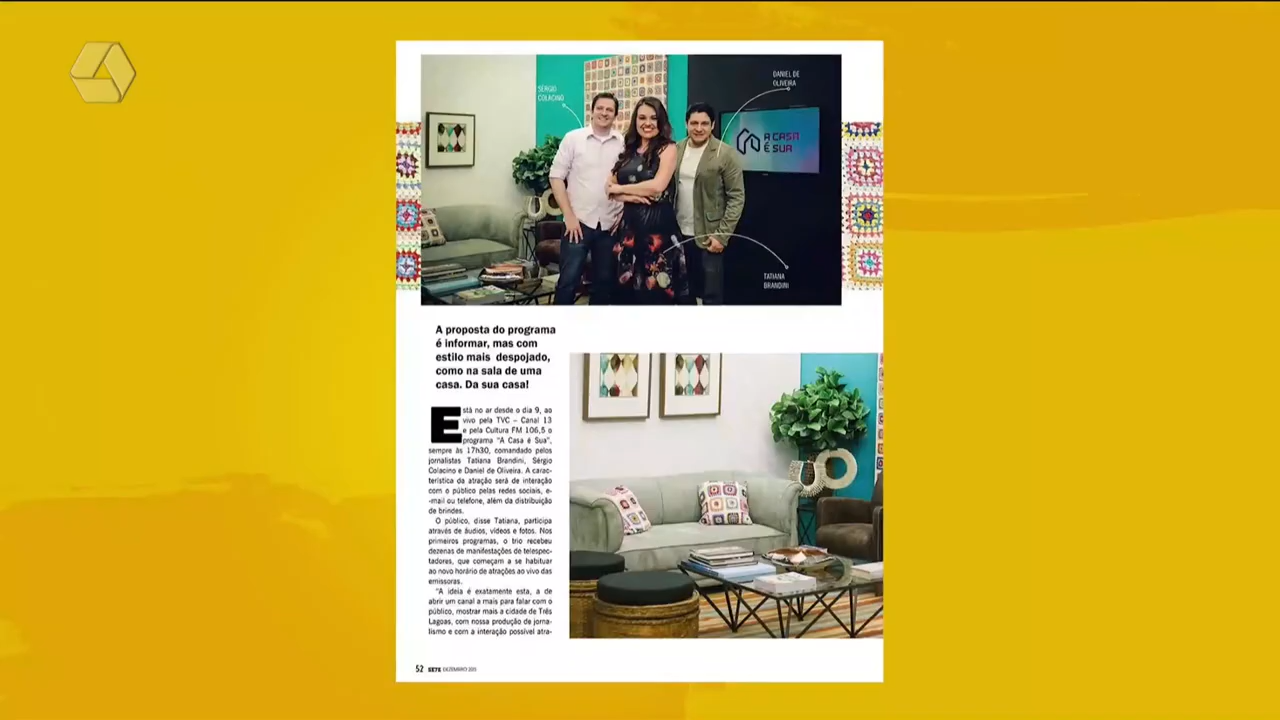 SÉRGIO
COLACINO
DANIEL DE
OLIVEIRA
A CASA
É SUA
TATIANA
BRANDINI
A proposta do programa
é informar, mas com
estilo mais despojado,
como na sala de uma
casa. Da sua casa!
Está no ar desde o dia 9, ao
vivo pela TVC – Canal 13
e pela Cultura FM 106,5 o
programa "A Casa é Sua",
sempre às 17h30, comandado pelos
jornalistas Tatiana Brandini, Sérgio
Colacino e Daniel de Oliveira. A carac-
terística da atração será de interação
com o público pelas redes sociais, e-
-mail ou telefone, além da distribuição
de brindes.
O público, disse Tatiana, participa
através de áudios, vídeos e fotos. Nos
primeiros programas, o trio recebeu
dezenas de manifestações de telespec-
tadores, que começam a se habituar
ao novo horário de atrações ao vivo das
emissoras.
"A ideia é exatamente esta, a de
abrir um canal a mais para falar com o
público, mostrar mais a cidade de Três
Lagoas, com nossa produção de jorna-
lismo e com a interação possível atra-
52 SETE DEZEMBRO 2015